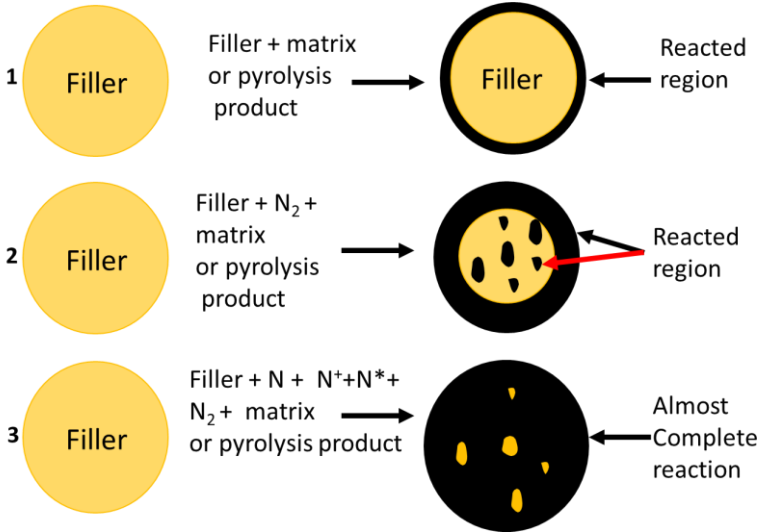 1
Filler
Filler + matrix
or pyrolysis
product
Filler
Reacted
region
2
Filler
Filler + N₂ +
matrix
or pyrolysis
product
Reacted
region
3
Filler
Filler + N + N⁺+N*+
N₂ + matrix
or pyrolysis product
Almost
Complete
reaction